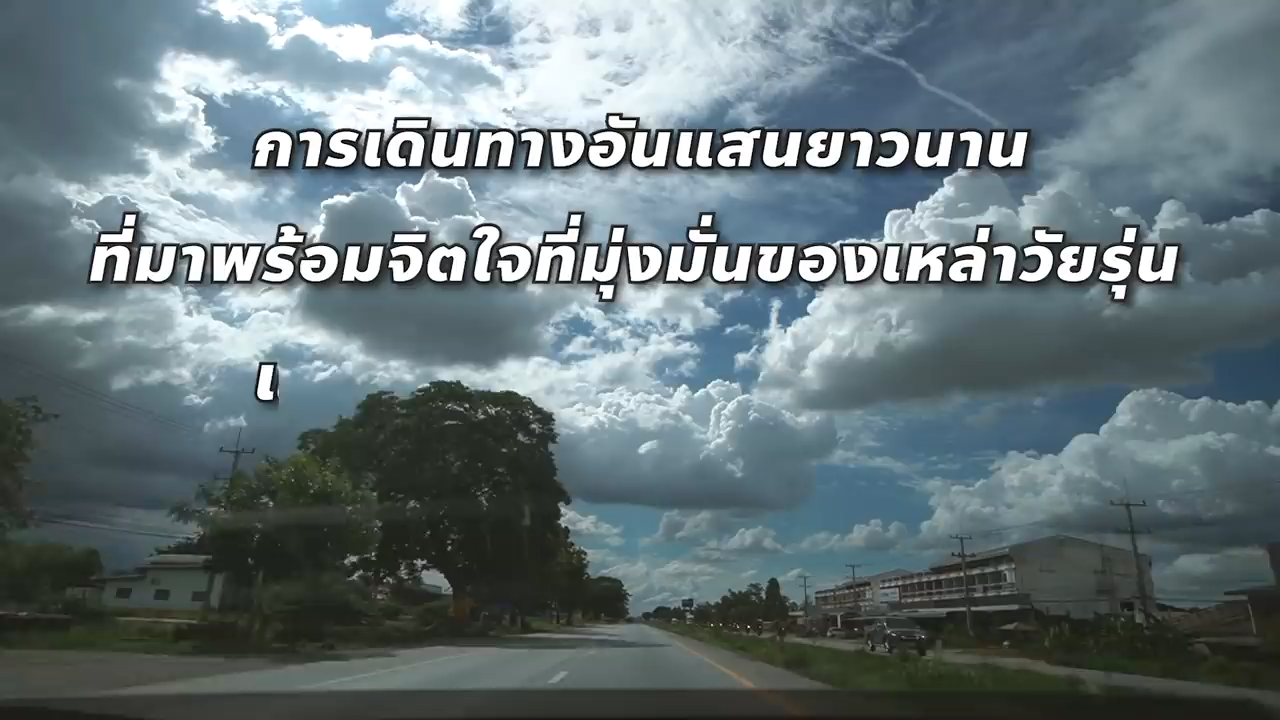 การเดินทางอันแสนยาวนาน
ที่มาพร้อมจิตใจที่มุ่งมั่นของเหล่าวัยรุ่น
เ